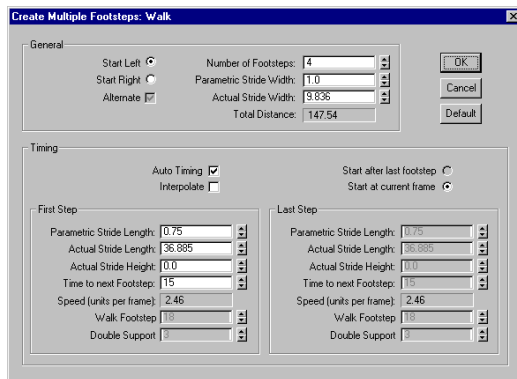 Create Multiple Footsteps: Walk
General
Start Left
Start Right
Alternate
Number of Footsteps: 4
Parametric Stride Width: 1.0
Actual Stride Width: 9.836
Total Distance: 147.54
OK
Cancel
Default
Timing
Auto Timing
Interpolate
Start after last footstep
Start at current frame
First Step
Parametric Stride Length: 0.75
Actual Stride Length: 36.885
Actual Stride Height: 0.0
Time to next Footstep: 15
Speed (units per frame): 2.46
Walk Footstep 18
Double Support 3
Last Step
Parametric Stride Length: 0.75
Actual Stride Length: 36.885
Actual Stride Height: 0.0
Time to next Footstep: 15
Speed (units per frame): 2.46
Walk Footstep 18
Double Support 3